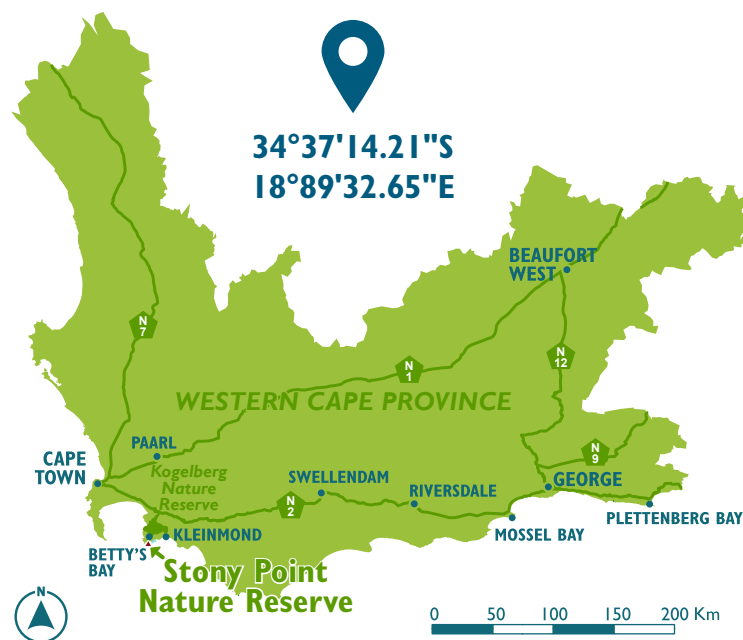 34°37'14.21"S
18°89'32.65"E
BEAUFORT
WEST
N
7
N
1
N
12
WESTERN CAPE PROVINCE
PAARL
CAPE
TOWN
Kogelberg
Nature
Reserve
SWELLENDAM
N
2
RIVERSDALE
N
9
GEORGE
PLETTENBERG BAY
MOSSEL BAY
KLEINMOND
BETTY'S
BAY
Stony Point
Nature Reserve
N
0 50 100 150 200 Km